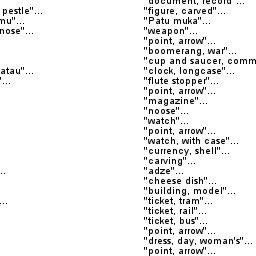 "document, record"...
pestle"... "figure, carved"...
mu"... "Patu muka"...
nose"... "weapon"...
"point, arrow"...
"boomerang, war"...
"cup and saucer, comm
atau"... "clock, longcase"...
"... "flute stopper"...
"point, arrow"...
"magazine"...
"noose"...
"watch"...
"point, arrow"...
"watch, with case"...
"currency, shell"...
"carving"...
... "adze"...
"cheese dish"...
"building, model"...
... "ticket, tram"...
"ticket, rail"...
"ticket, bus"...
"point, arrow"...
"dress, day, woman's"...
"point, arrow"...